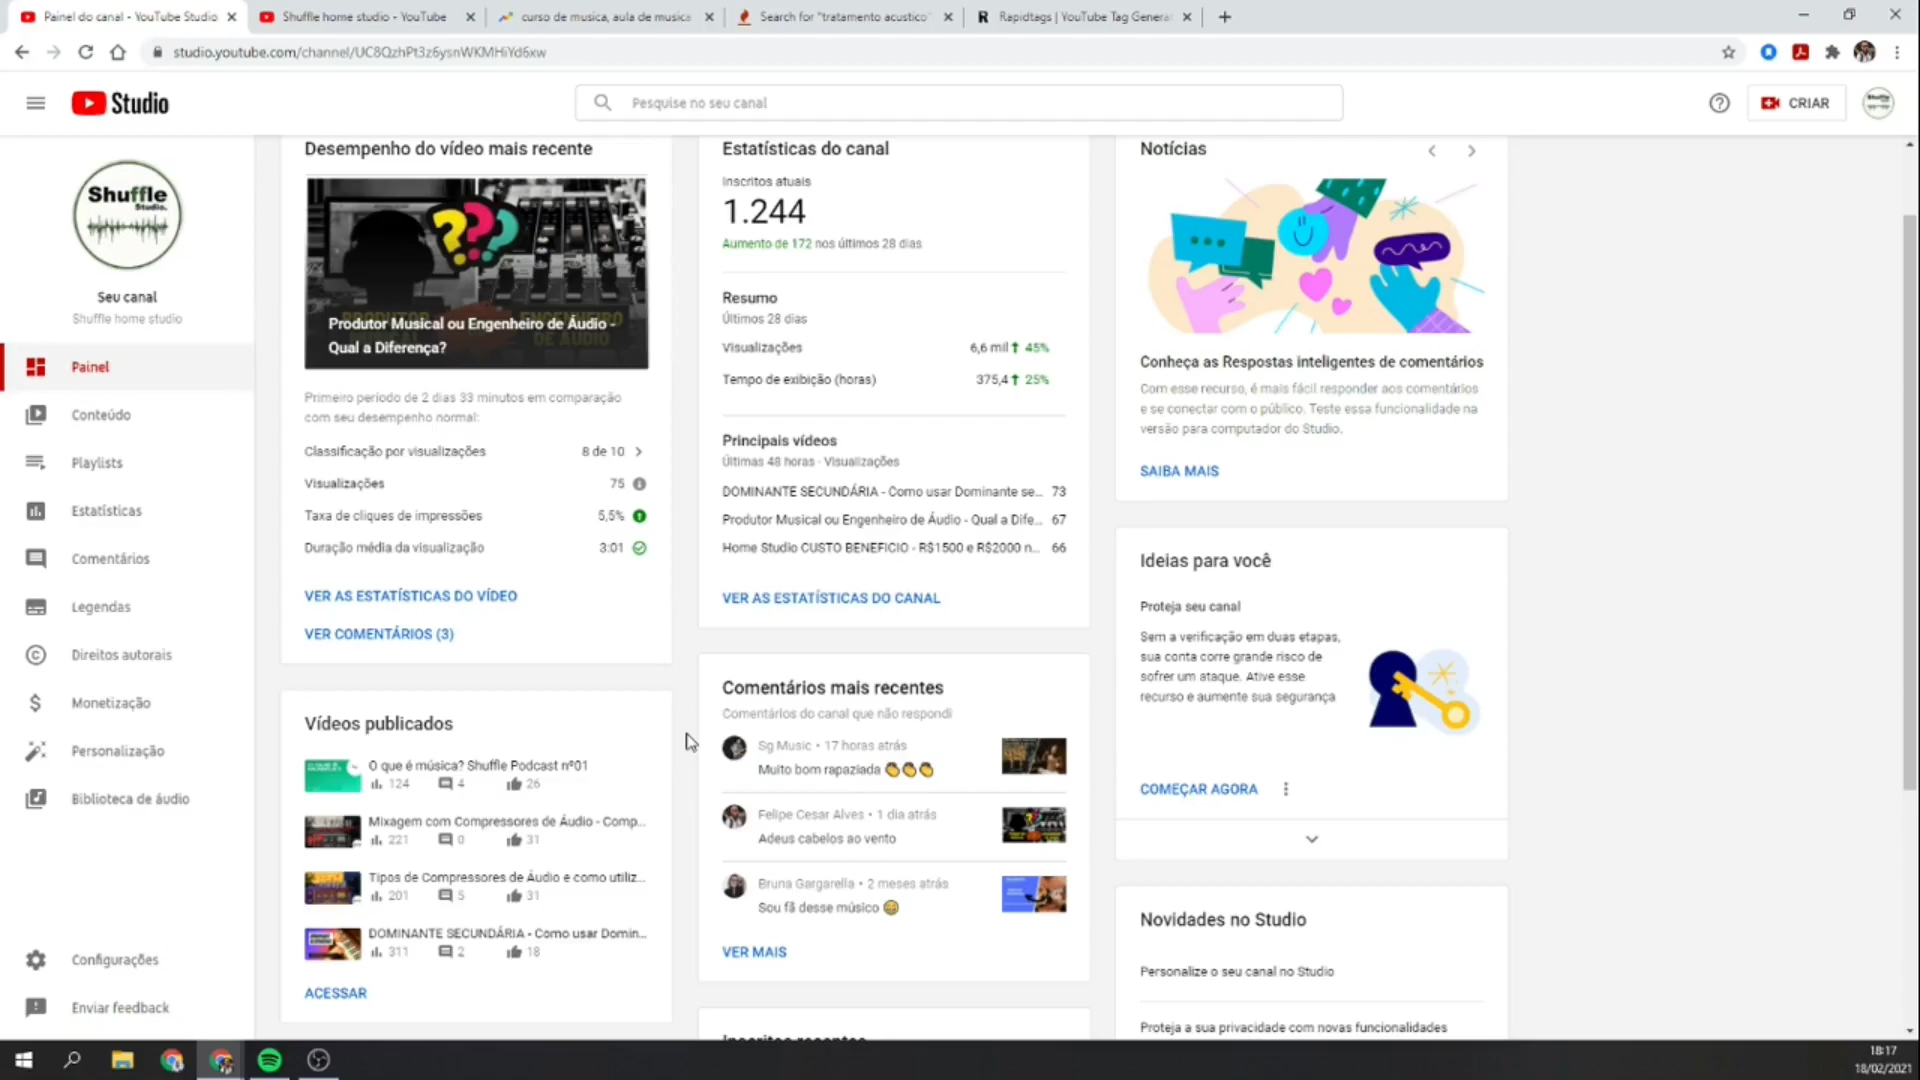 Painel do canal - YouTube Studio
Shuffle home studio - YouTube
curso de musica, aula de musica
Search for "tratamento acustico"
Rapidtags | YouTube Tag Genera
studio.youtube.com/channel/UC8QzhPt3z6ysnWKMHiYd6xw
Studio
Pesquise no seu canal
CRIAR
Shuffle
Studio.
Seu canal
Shuffle home studio
Painel
Conteúdo
Playlists
Estatísticas
Comentários
Legendas
Direitos autorais
Monetização
Personalização
Biblioteca de áudio
Configurações
Enviar feedback
Desempenho do vídeo mais recente
Produtor Musical ou Engenheiro de Áudio -
Qual a Diferença?
Primeiro período de 2 dias 33 minutos em comparação
com seu desempenho normal:
Classificação por visualizações 8 de 10
Visualizações 75
Taxa de cliques de impressões 5,5%
Duração média da visualização 3:01
VER AS ESTATÍSTICAS DO VÍDEO
VER COMENTÁRIOS (3)
Vídeos publicados
O que é música? Shuffle Podcast nº01
124 4 26
Mixagem com Compressores de Áudio - Comp...
221 0 31
Tipos de Compressores de Áudio e como utiliz...
201 5 31
DOMINANTE SECUNDÁRIA - Como usar Domin...
311 2 18
ACESSAR
Estatísticas do canal
Inscritos atuais
1.244
Aumento de 172 nos últimos 28 dias
Resumo
Últimos 28 dias
Visualizações 6,6 mil 45%
Tempo de exibição (horas) 375,4 25%
Principais vídeos
Últimas 48 horas · Visualizações
DOMINANTE SECUNDÁRIA - Como usar Dominante se... 73
Produtor Musical ou Engenheiro de Áudio - Qual a Dife... 67
Home Studio CUSTO BENEFICIO - R$1500 e R$2000 n... 66
VER AS ESTATÍSTICAS DO CANAL
Comentários mais recentes
Comentários do canal que não respondi
Sg Music • 17 horas atrás
Muito bom rapaziada 👏👏👏
Felipe Cesar Alves • 1 dia atrás
Adeus cabelos ao vento
Bruna Gargarella • 2 meses atrás
Sou fã desse músico 😂
VER MAIS
Inscritos recentes
Notícias
Conheça as Respostas inteligentes de comentários
Com esse recurso, é mais fácil responder aos comentários
e se conectar com o público. Teste essa funcionalidade na
versão para computador do Studio.
SAIBA MAIS
Ideias para você
Proteja seu canal
Sem a verificação em duas etapas,
sua conta corre grande risco de
sofrer um ataque. Ative esse
recurso e aumente sua segurança
COMEÇAR AGORA
Novidades no Studio
Personalize o seu canal no Studio
Proteja a sua privacidade com novas funcionalidades
18:17
18/02/2021